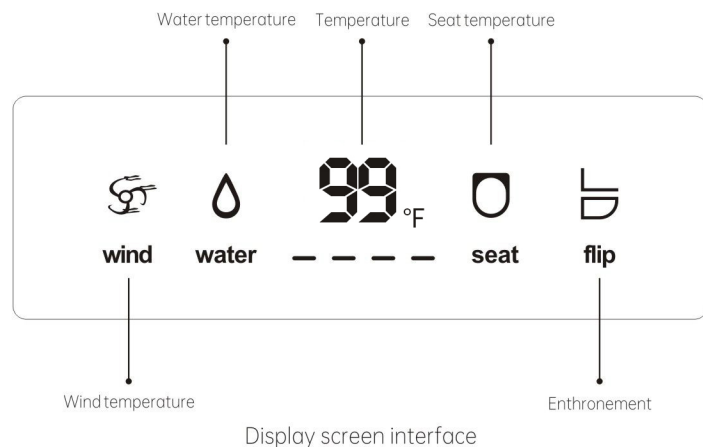 Water temperature Temperature Seat temperature
99 °F
wind water seat flip
Wind temperature Enthronement
Display screen interface